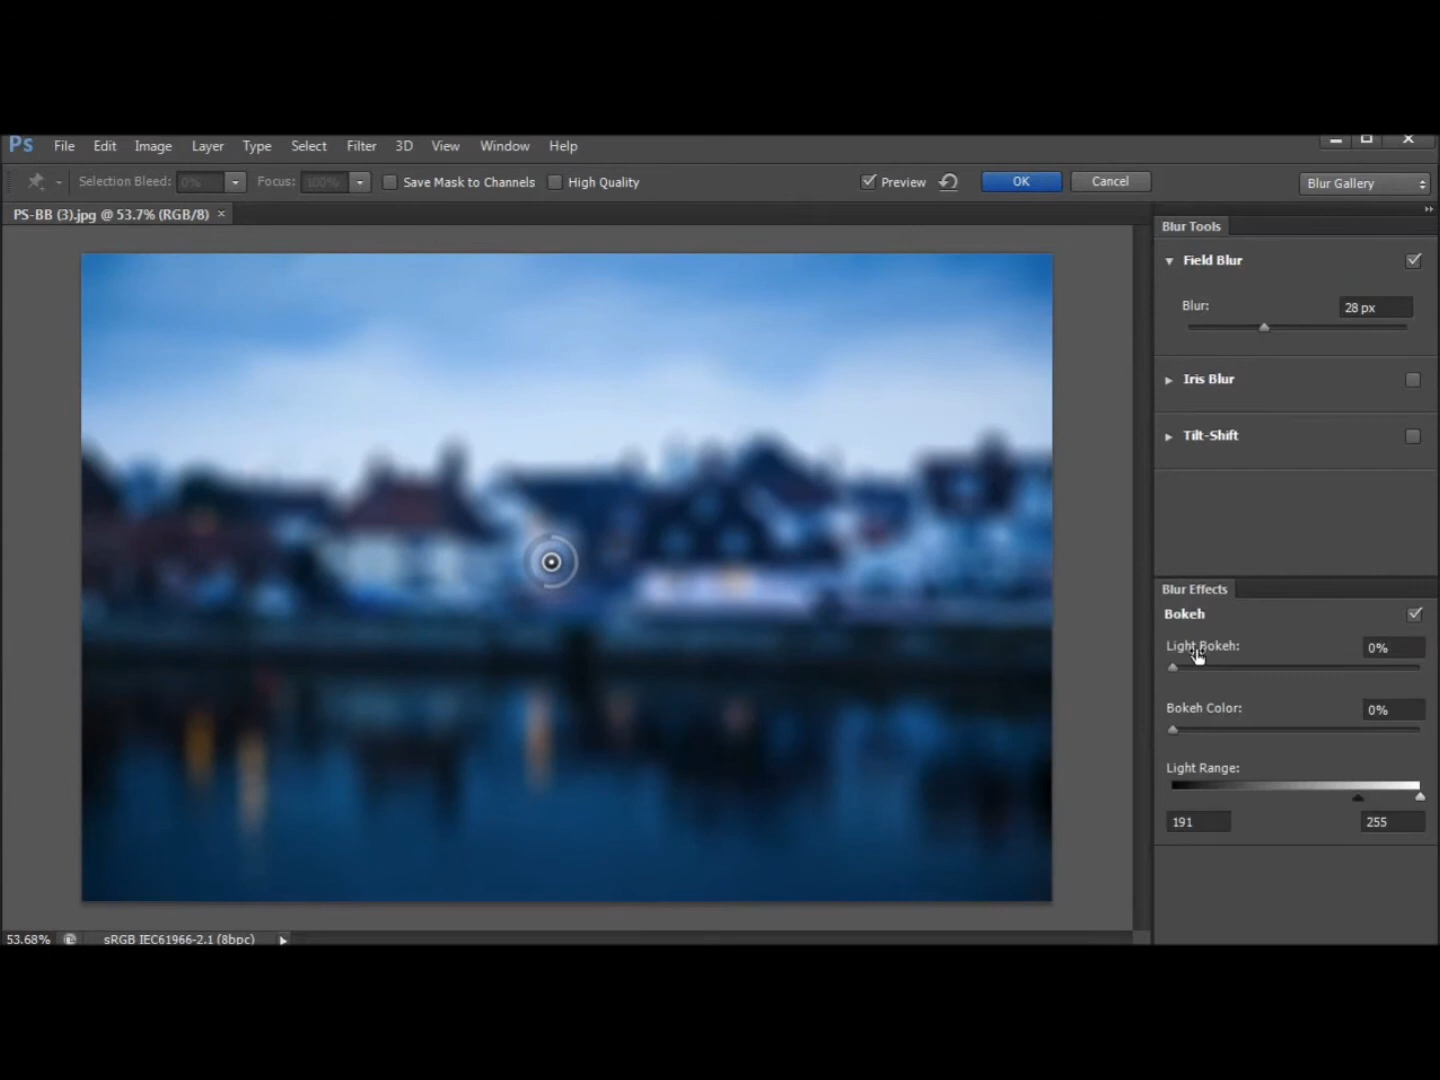 Ps File Edit Image Layer Type Select Filter 3D View Window Help
Selection Bleed: 0% Focus: 100% Save Mask to Channels High Quality Preview OK Cancel Blur Gallery
PS-BB (3).jpg @ 53.7% (RGB/8) ×
Blur Tools
Field Blur
Blur: 28 px
Iris Blur
Tilt-Shift
Blur Effects
Bokeh
Light Bokeh: 0%
Bokeh Color: 0%
Light Range:
191 255
53.68% sRGB IEC61966-2.1 (8bpc)